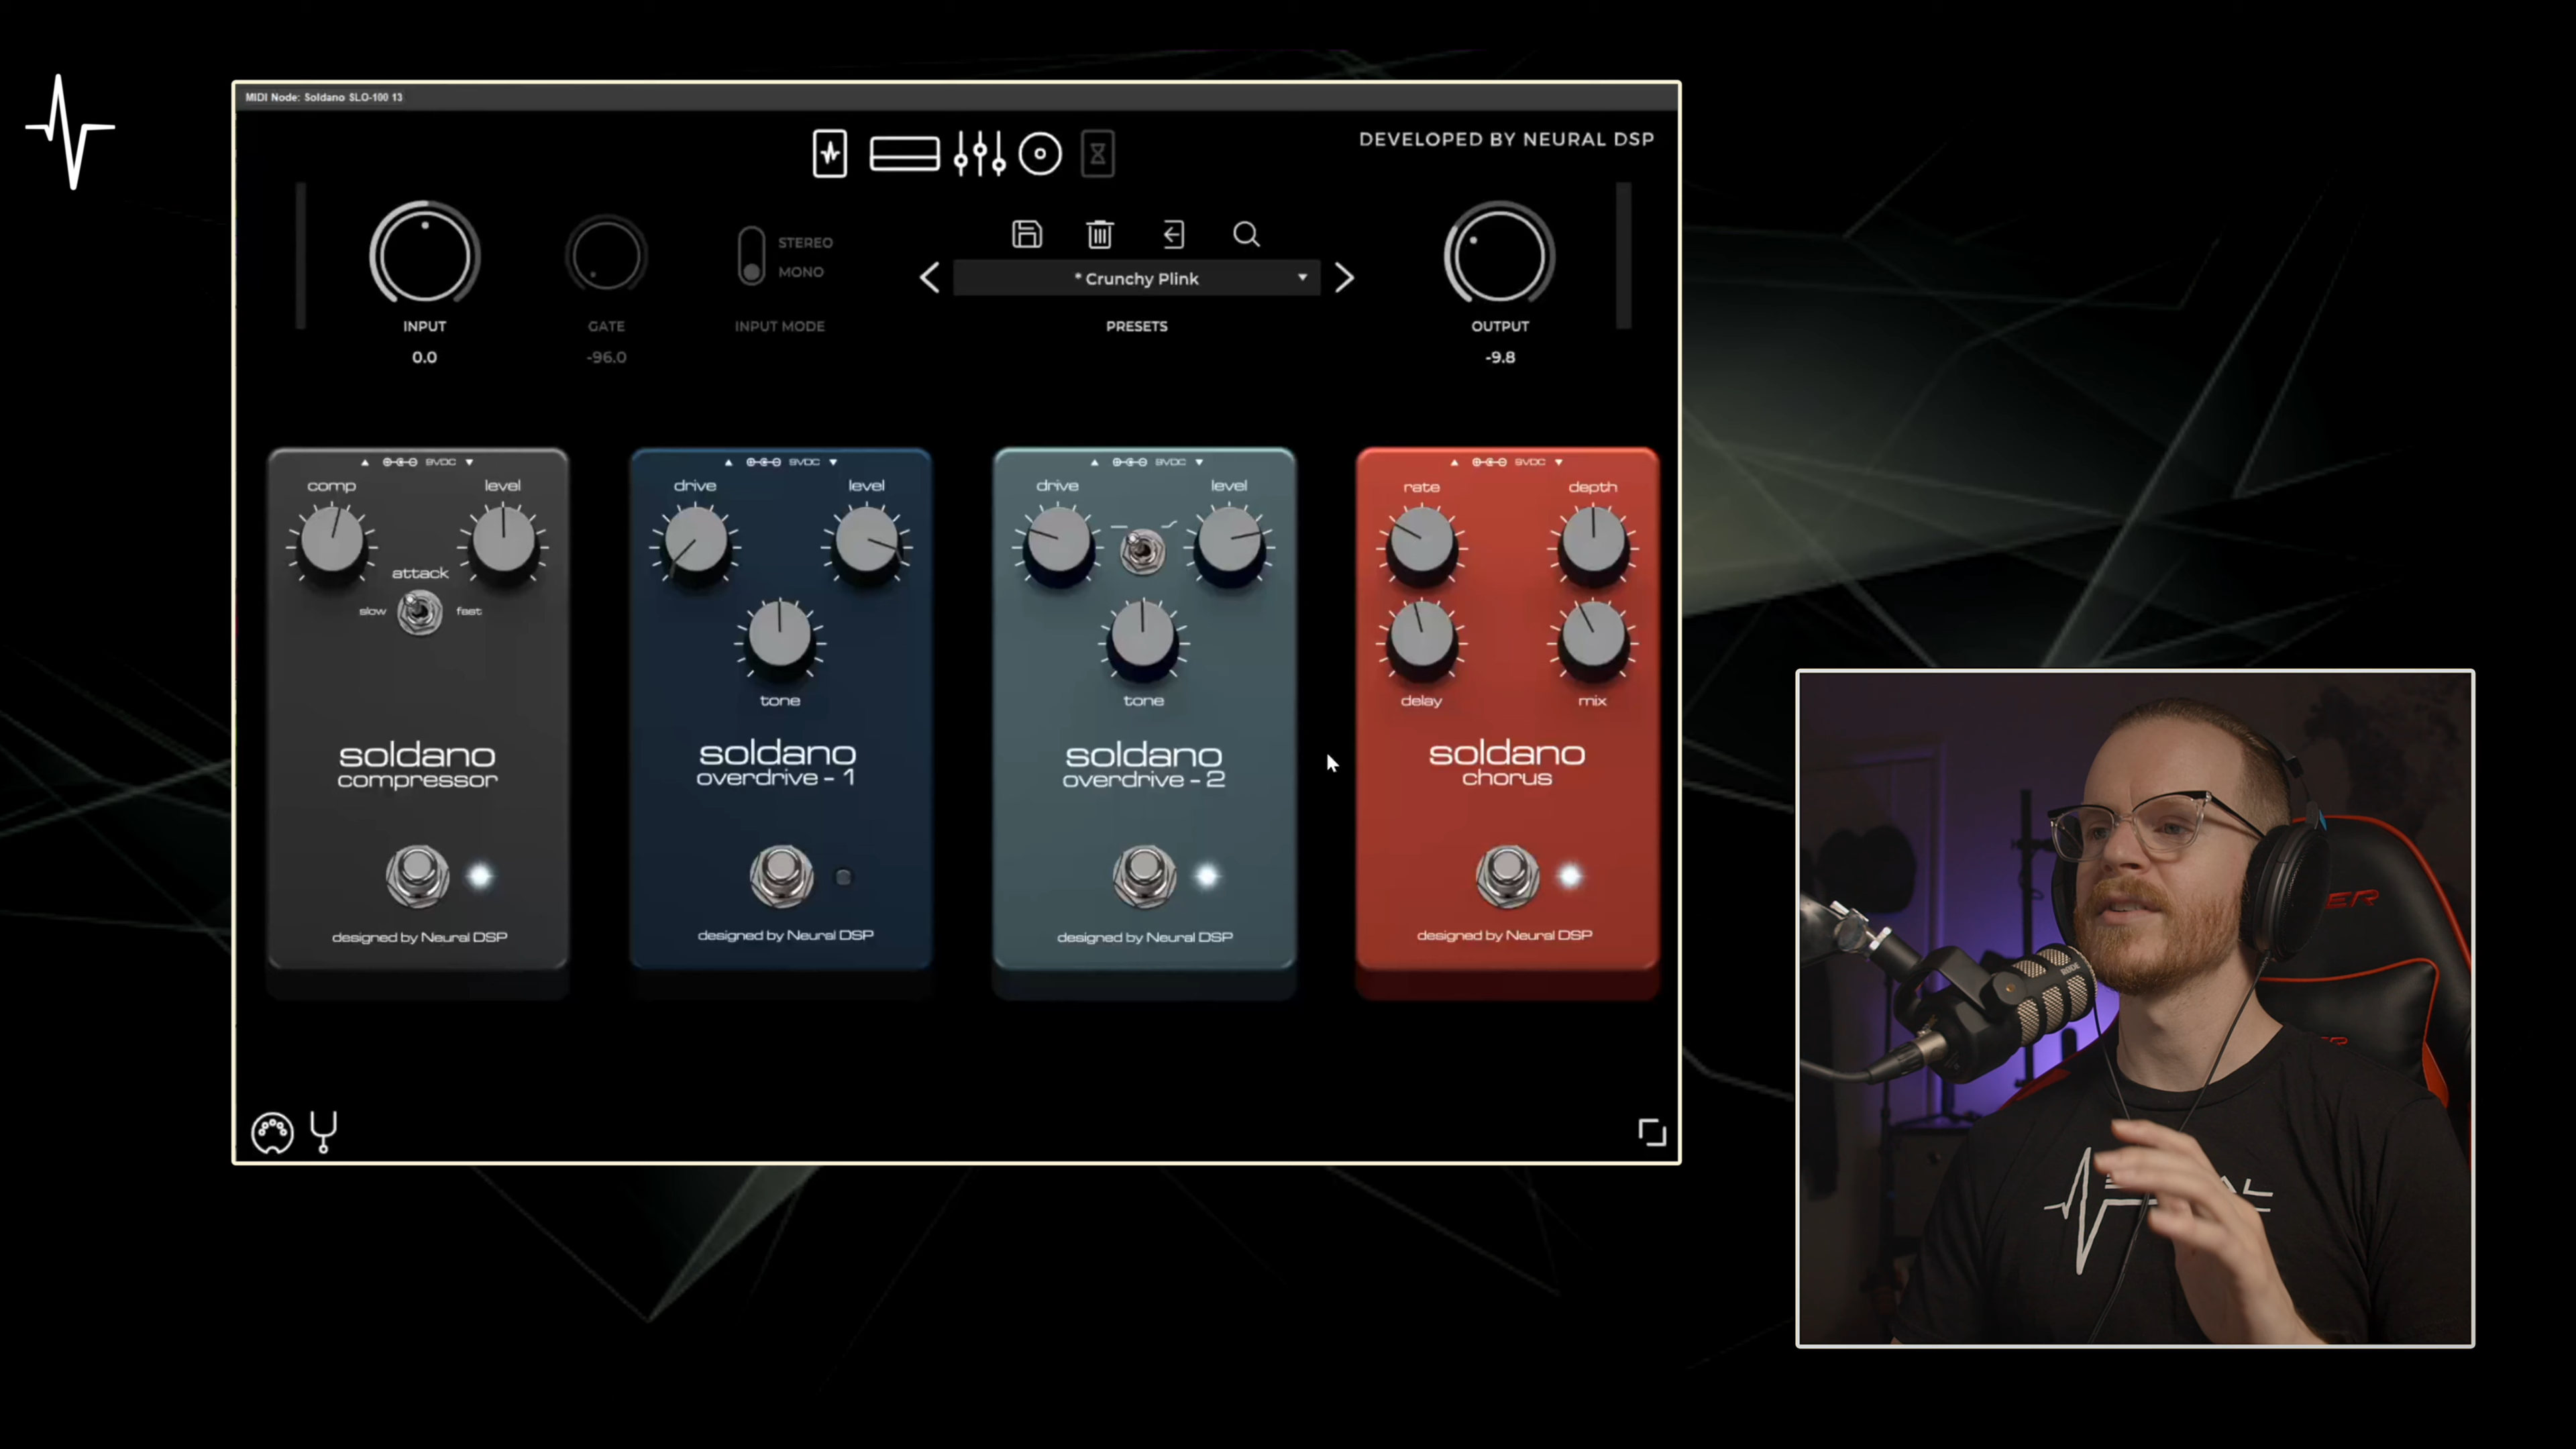 MIDI Node: Soldano SLO-100 13
DEVELOPED BY NEURAL DSP
STEREO
MONO
* Crunchy Plink
INPUT
GATE
INPUT MODE
PRESETS
OUTPUT
0.0
-96.0
-9.8
9VDC
9VDC
9VDC
9VDC
comp
level
drive
level
drive
level
rate
depth
attack
slow
fast
tone
tone
delay
mix
soldano
compressor
soldano
overdrive - 1
soldano
overdrive - 2
soldano
chorus
designed by Neural DSP
designed by Neural DSP
designed by Neural DSP
designed by Neural DSP